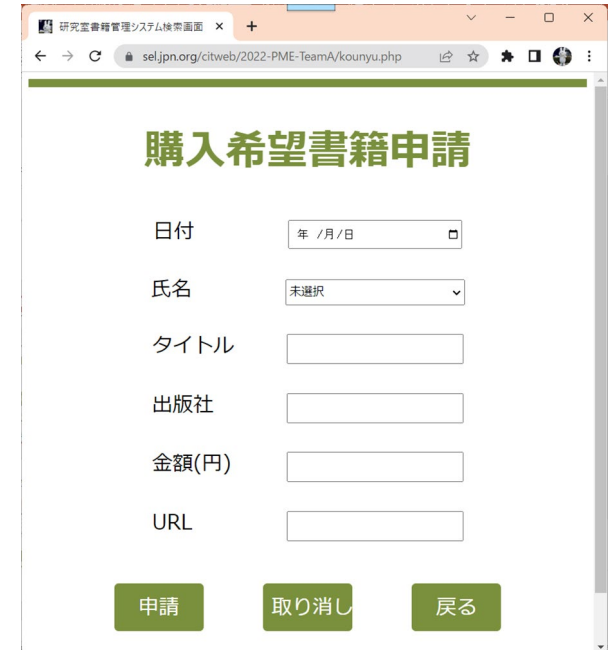 研究室書籍管理システム検索画面
sel.jpn.org/citweb/2022-PME-TeamA/kounyu.php
購入希望書籍申請
日付 年 /月/日
氏名 未選択
タイトル
出版社
金額(円)
URL
申請 取り消し 戻る